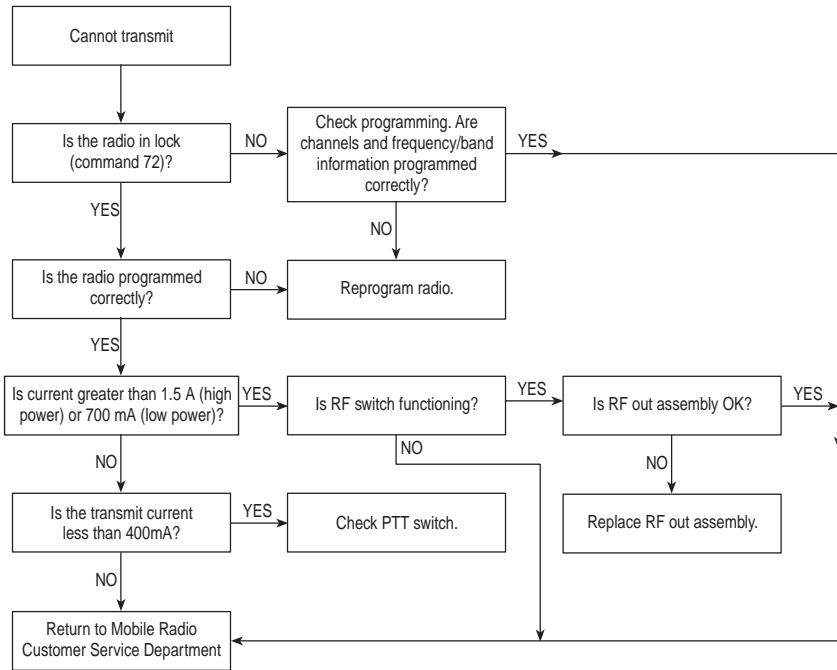 Cannot transmit
Is the radio in lock
(command 72)?
NO
Check programming. Are
channels and frequency/band
information programmed
correctly?
YES
YES
NO
Is the radio programmed
correctly?
NO
Reprogram radio.
YES
Is current greater than 1.5 A (high
power) or 700 mA (low power)?
YES
Is RF switch functioning?
YES
Is RF out assembly OK?
YES
NO
NO
NO
Is the transmit current
less than 400mA?
YES
Check PTT switch.
Replace RF out assembly.
NO
Return to Mobile Radio
Customer Service Department